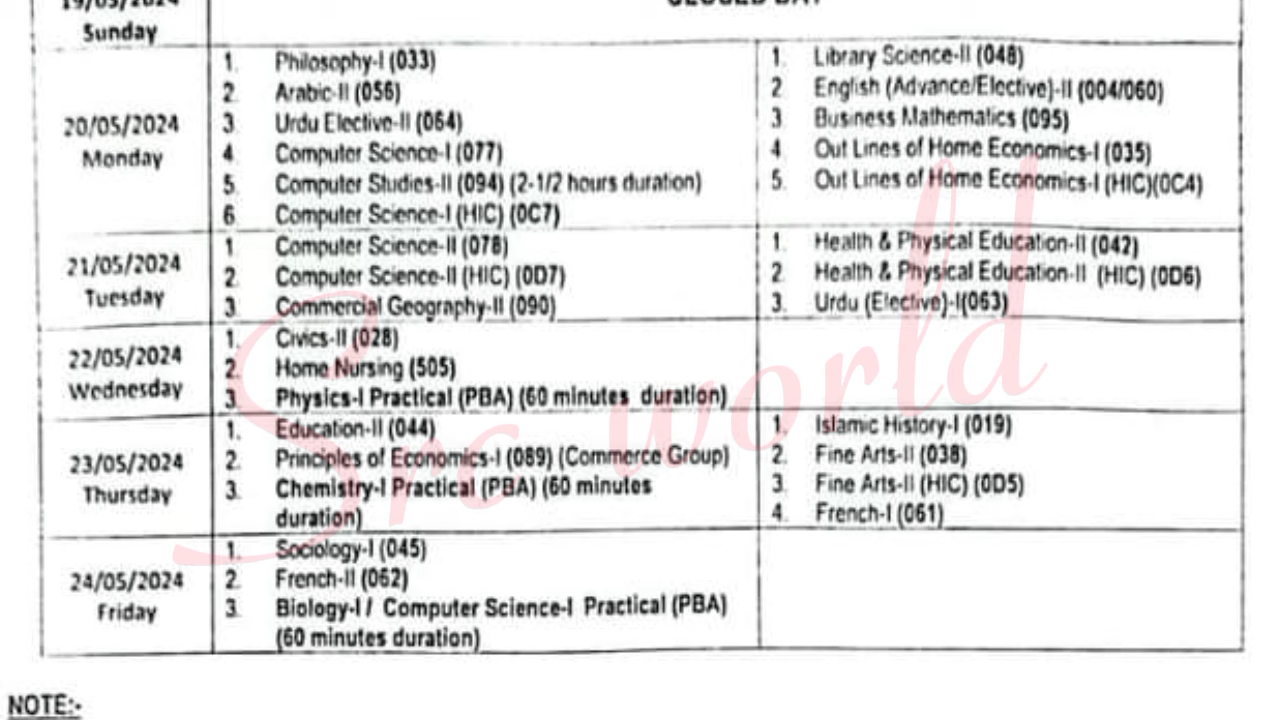 19/05/2024
CLOSED DAY
Sunday
20/05/2024
Monday
1. Philosophy-I (033)
2. Arabic-II (056)
3 Urdu Elective-II (064)
4 Computer Science-I (077)
5. Computer Studies-II (094) (2-1/2 hours duration)
6. Computer Science-I (HIC) (0C7)
1. Library Science-II (048)
2 English (Advance/Elective)-II (004/060)
3 Business Mathematics (095)
4 Out Lines of Home Economics-I (035)
5. Out Lines of Home Economics-I (HIC)(0C4)
21/05/2024
Tuesday
1 Computer Science-II (078)
2. Computer Science-II (HIC) (0D7)
3. Commercial Geography-II (090)
1. Health & Physical Education-II (042)
2. Health & Physical Education-II (HIC) (0D6)
3. Urdu (Elective)-I(063)
22/05/2024
Wednesday
1. Civics-II (028)
2. Home Nursing (505)
3. Physics-I Practical (PBA) (60 minutes duration)
23/05/2024
Thursday
1. Education-II (044)
2. Principles of Economics-I (089) (Commerce Group)
3. Chemistry-I Practical (PBA) (60 minutes
duration)
1. Islamic History-I (019)
2. Fine Arts-II (038)
3. Fine Arts-II (HIC) (0D5)
4. French-I (061)
24/05/2024
Friday
1. Sociology-I (045)
2. French-II (062)
3. Biology-I / Computer Science-I Practical (PBA)
(60 minutes duration)
Src world
NOTE:-